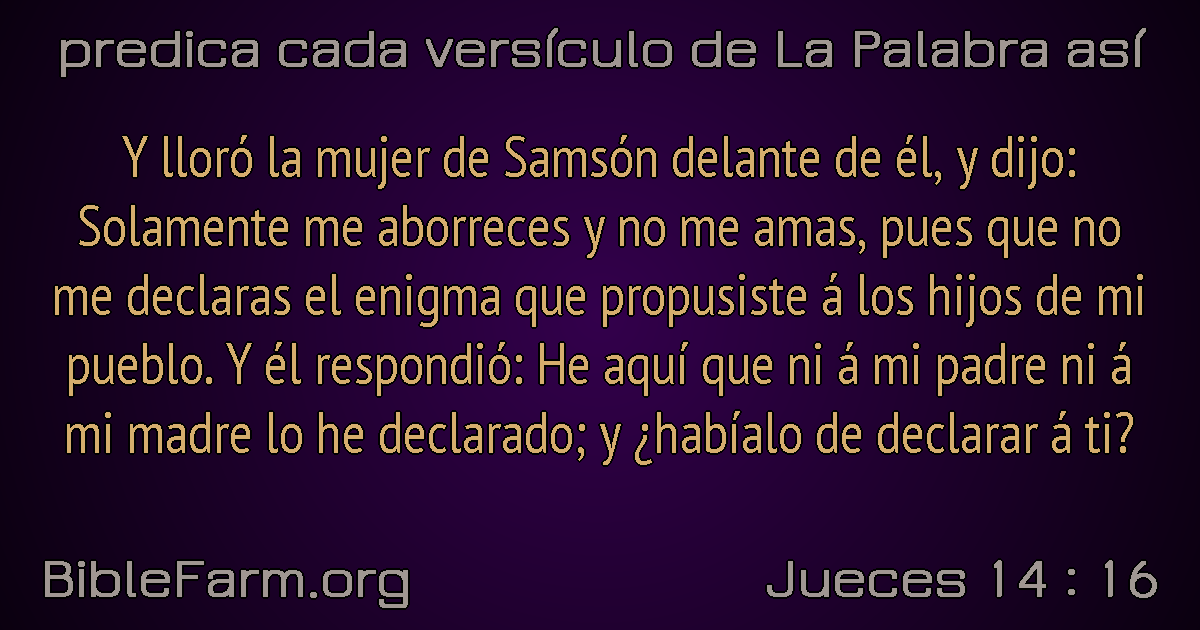 predica cada versículo de La Palabra así
Y lloró la mujer de Samsón delante de él, y dijo:
Solamente me aborreces y no me amas, pues que no
me declaras el enigma que propusiste á los hijos de mi
pueblo. Y él respondió: He aquí que ni á mi padre ni á
mi madre lo he declarado; y ¿habíalo de declarar á ti?
BibleFarm.org
Jueces 14 : 16